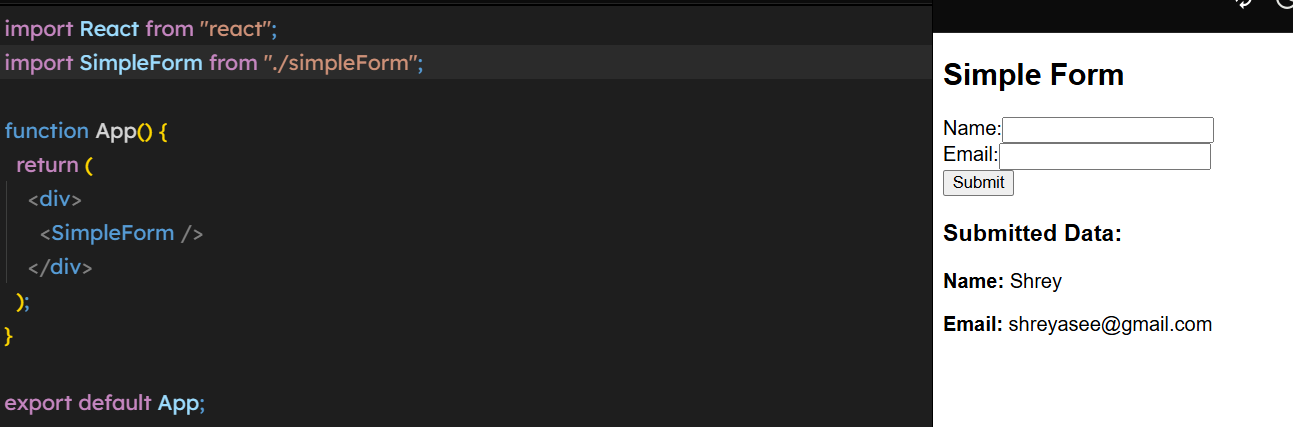 import React from "react";
import SimpleForm from "./simpleForm";
function App() {
return (
<div>
<SimpleForm />
</div>
);
}
export default App;
Simple Form
Name:
Email:
Submit
Submitted Data:
Name: Shrey
Email: shreyasee@gmail.com